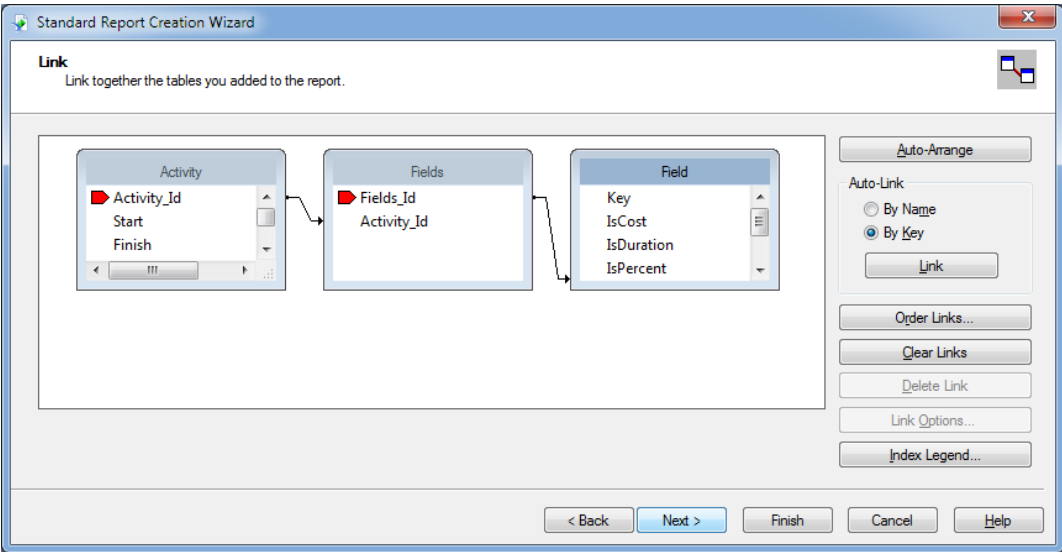 Standard Report Creation Wizard
Link
Link together the tables you added to the report.
Activity
Activity_Id
Start
Finish
Fields
Fields_Id
Activity_Id
Field
Key
IsCost
IsDuration
IsPercent
Auto-Arrange
Auto-Link
By Name
By Key
Link
Order Links...
Clear Links
Delete Link
Link Options...
Index Legend...
< Back
Next >
Finish
Cancel
Help